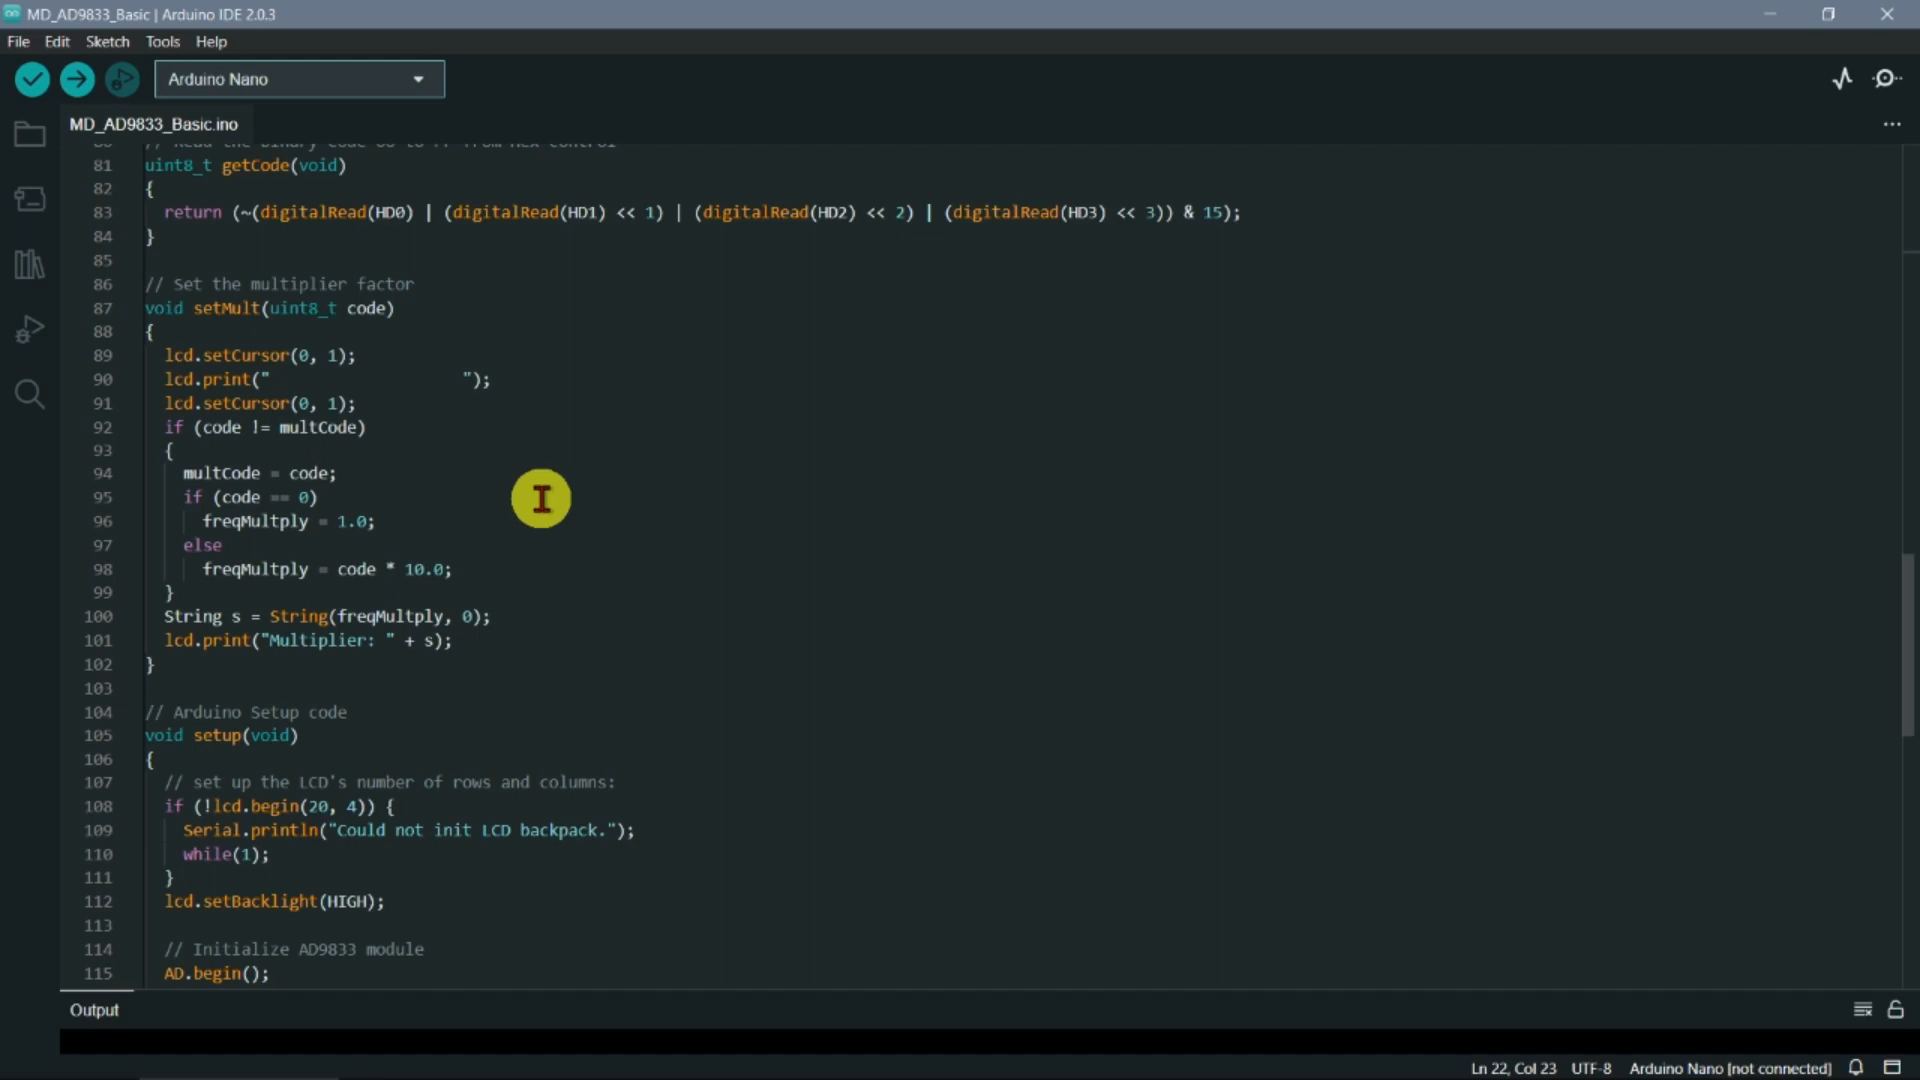 MD_AD9833_Basic | Arduino IDE 2.0.3
File Edit Sketch Tools Help
Arduino Nano
MD_AD9833_Basic.ino
81 uint8_t getCode(void)
82 {
83 return (~(digitalRead(HD0) | (digitalRead(HD1) << 1) | (digitalRead(HD2) << 2) | (digitalRead(HD3) << 3)) & 15);
84 }
85
86 // Set the multiplier factor
87 void setMult(uint8_t code)
88 {
89 lcd.setCursor(0, 1);
90 lcd.print("                    ");
91 lcd.setCursor(0, 1);
92 if (code != multCode)
93 {
94 multCode = code;
95 if (code == 0)
96 freqMultply = 1.0;
97 else
98 freqMultply = code * 10.0;
99 }
100 String s = String(freqMultply, 0);
101 lcd.print("Multiplier: " + s);
102 }
103
104 // Arduino Setup code
105 void setup(void)
106 {
107 // set up the LCD's number of rows and columns:
108 if (!lcd.begin(20, 4)) {
109 Serial.println("Could not init LCD backpack.");
110 while(1);
111 }
112 lcd.setBacklight(HIGH);
113
114 // Initialize AD9833 module
115 AD.begin();
Output
Ln 22, Col 23 UTF-8 Arduino Nano [not connected]